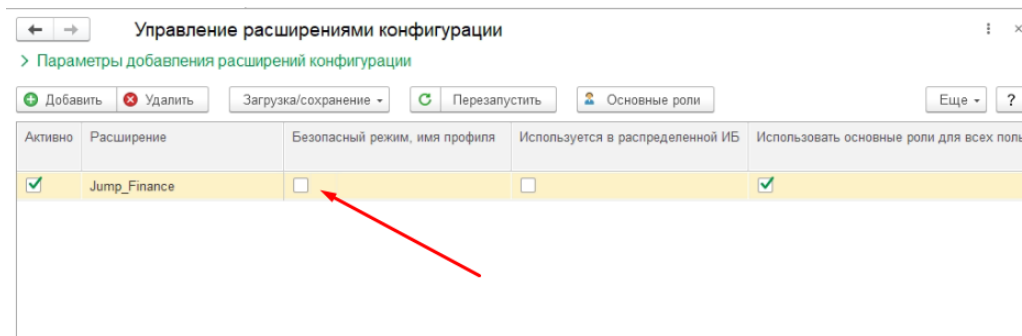 Управление расширениями конфигурации
Параметры добавления расширений конфигурации
Добавить Удалить Загрузка/сохранение Перезапустить Основные роли Еще ?
Активно Расширение Безопасный режим, имя профиля Используется в распределенной ИБ Использовать основные роли для всех поль
Jump_Finance